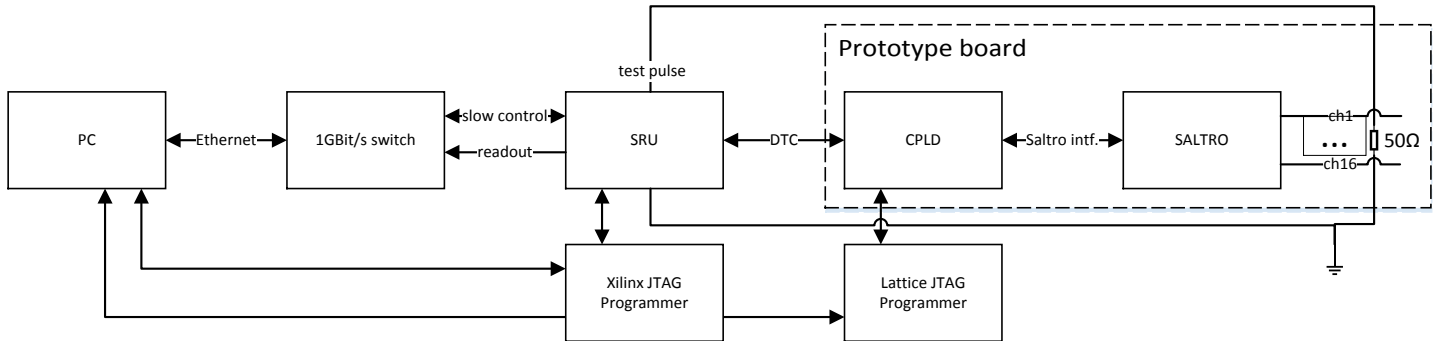 Prototype board
test pulse
PC
Ethernet
1GBit/s switch
slow control
readout
SRU
DTC
CPLD
Saltro intf.
SALTRO
ch1
...
ch16
50Ω
Xilinx JTAG
Programmer
Lattice JTAG
Programmer